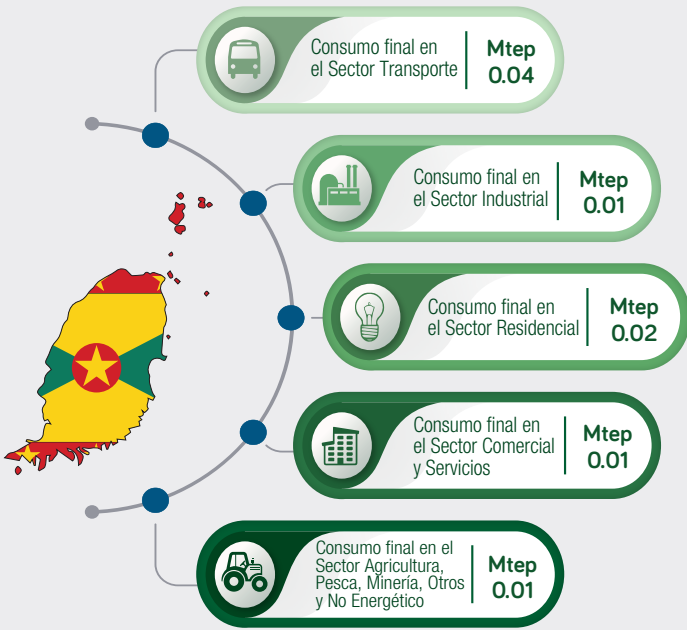 Consumo final en
el Sector Transporte
Mtep
0.04
Consumo final en
el Sector Industrial
Mtep
0.01
Consumo final en
el Sector Residencial
Mtep
0.02
Consumo final en
el Sector Comercial
y Servicios
Mtep
0.01
Consumo final en el
Sector Agricultura,
Pesca, Minería, Otros
y No Energético
Mtep
0.01